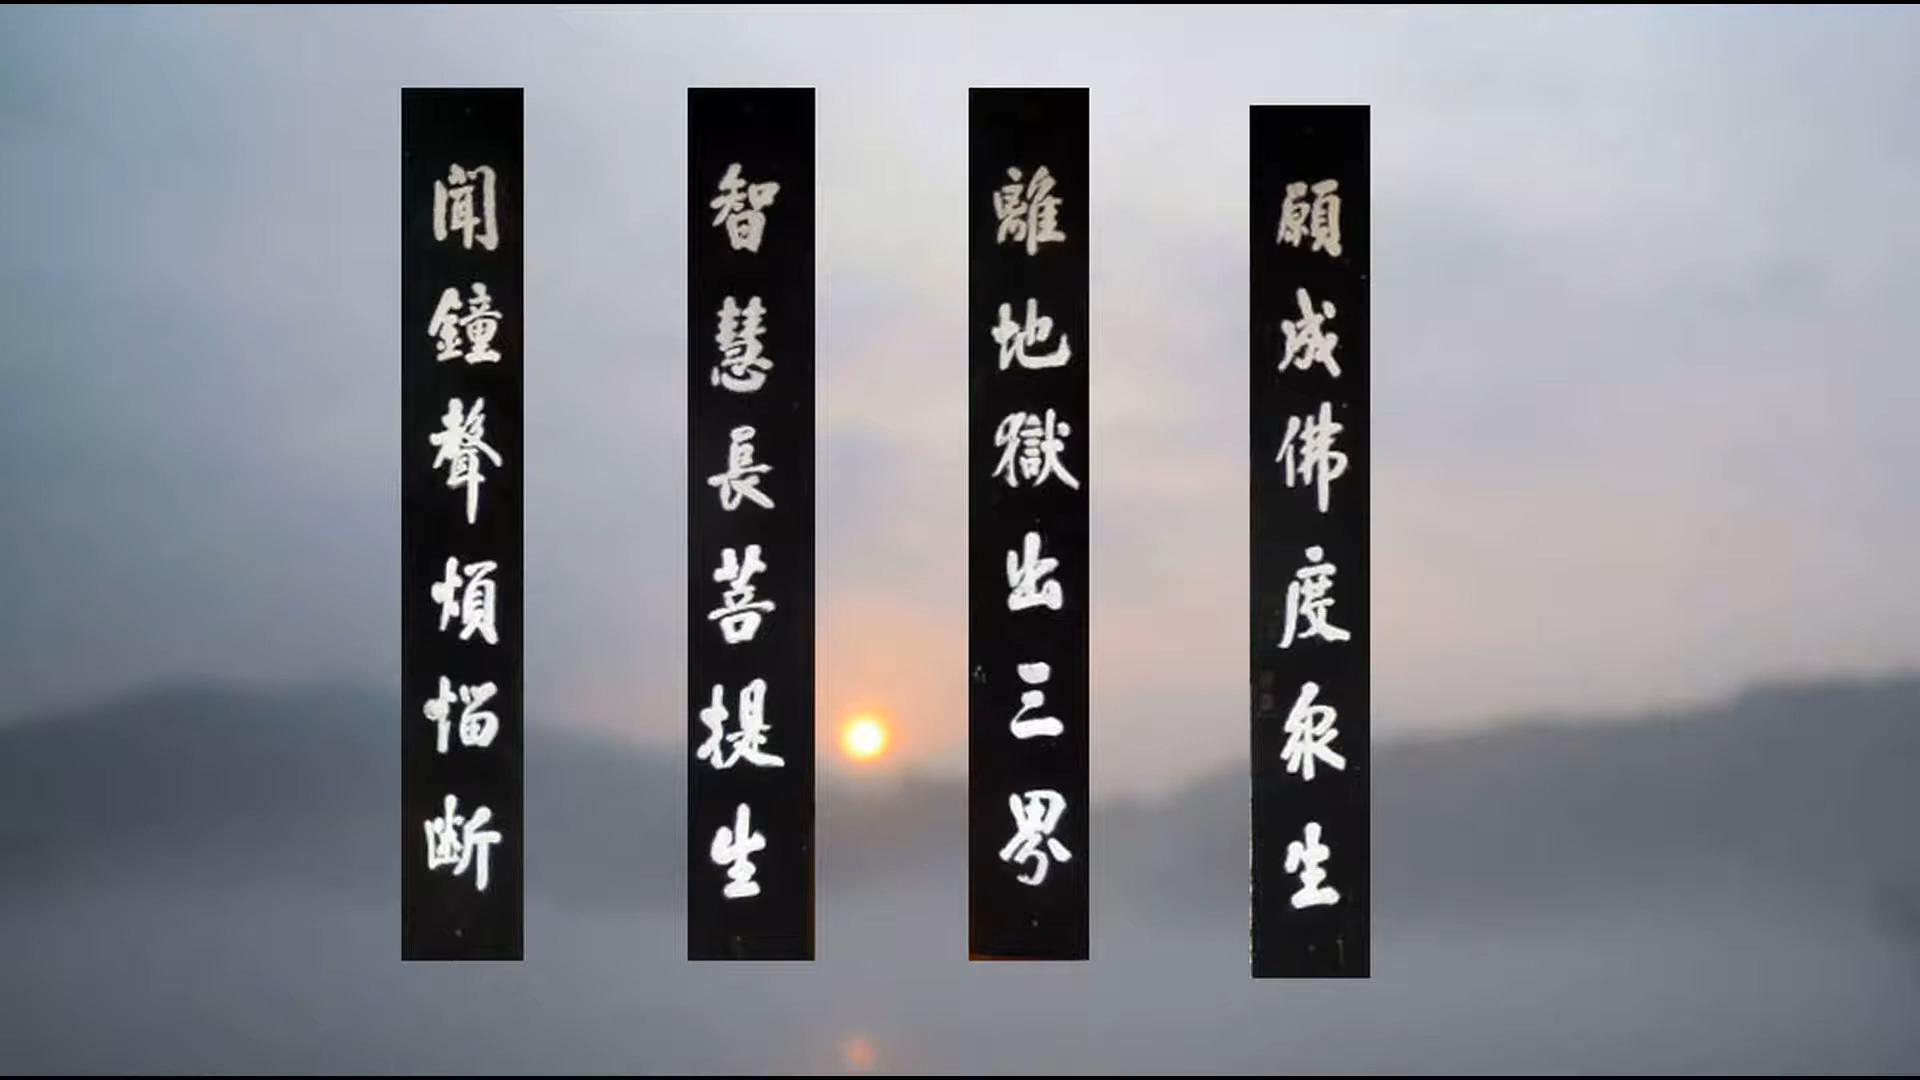 聞鐘聲煩惱断
智慧長菩提生
離地獄出三界
願成佛度眾生